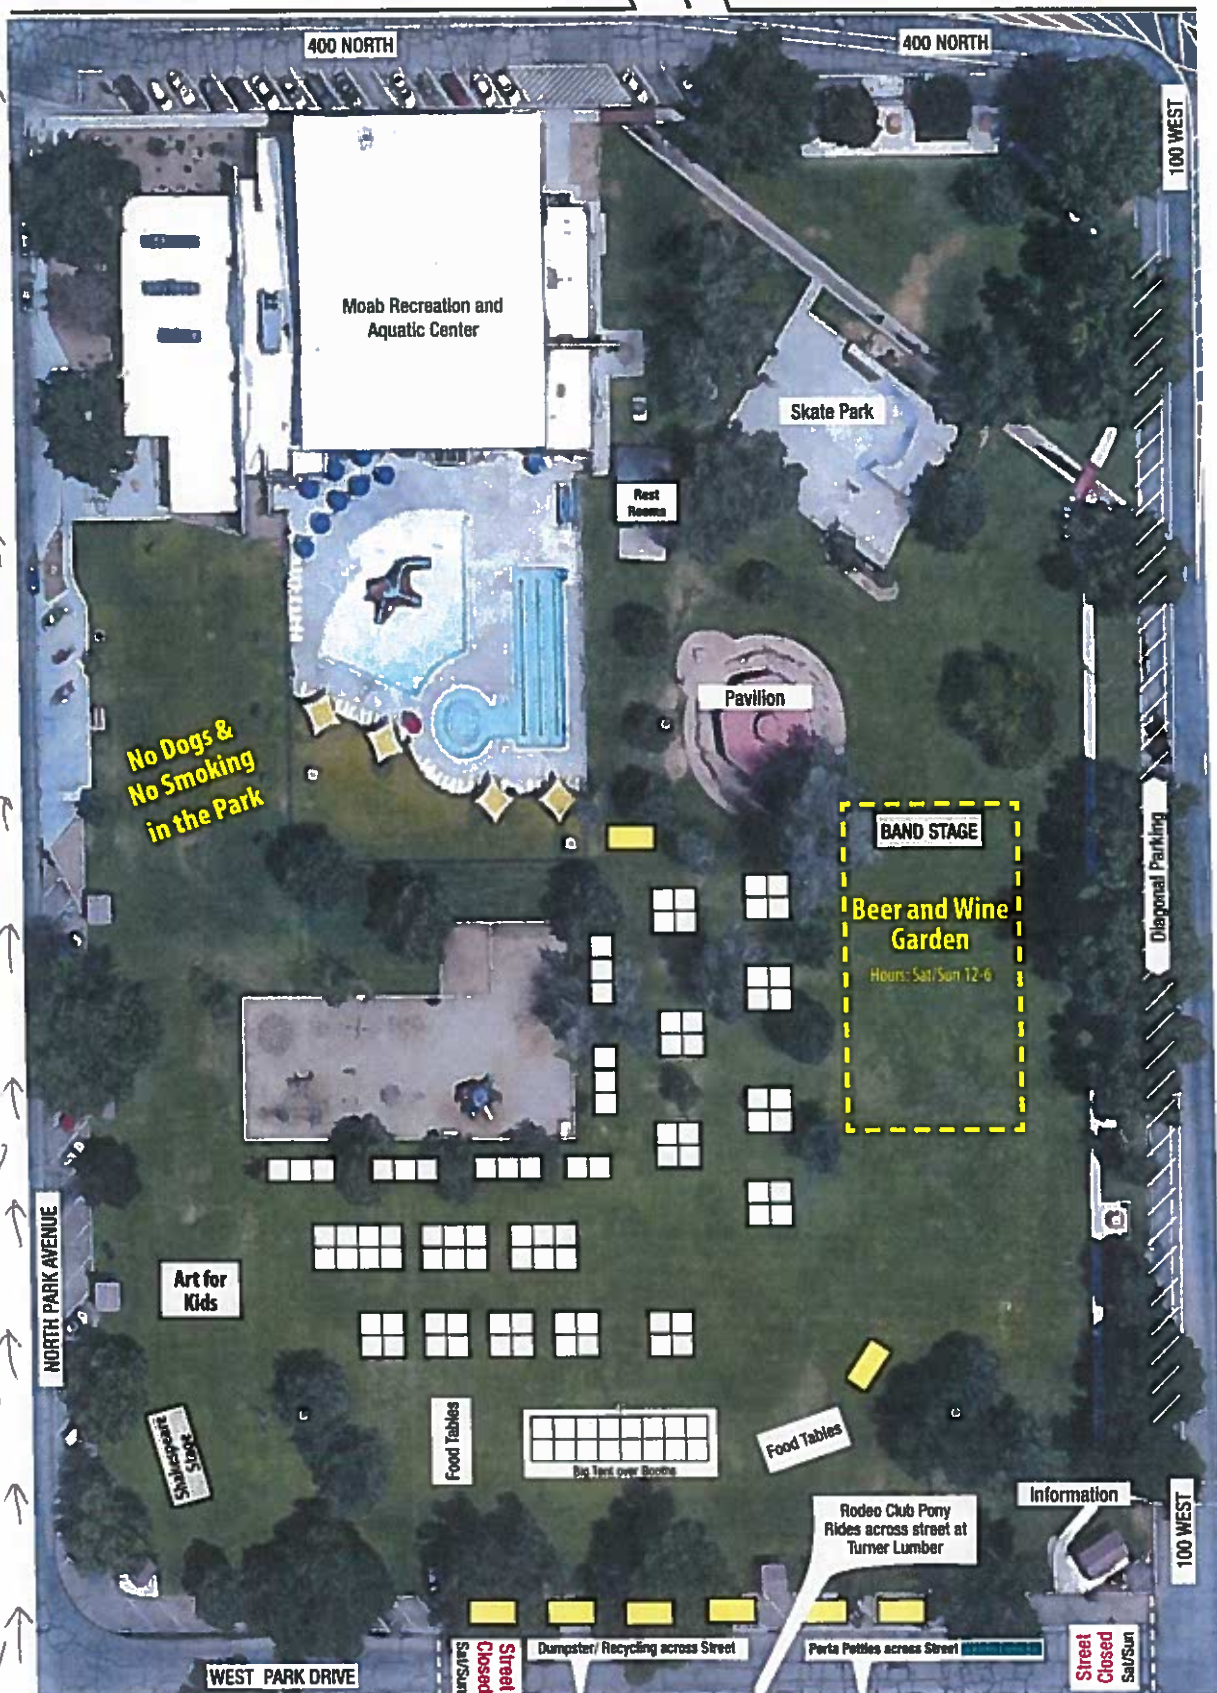 400 NORTH
400 NORTH
100 WEST
Moab Recreation and
Aquatic Center
Skate Park
Rest
Rooms
Pavilion
No Dogs &
No Smoking
in the Park
BAND STAGE
Beer and Wine
Garden
Hours: Sat/Sun 12-6
Diagonal Parking
NORTH PARK AVENUE
Art for
Kids
Shakespeare
Stage
Food Tables
Big Tent over Booths
Food Tables
Information
Rodeo Club Pony
Rides across street at
Turner Lumber
100 WEST
WEST PARK DRIVE
Street
Closed
Sat/Sun
Dumpster/ Recycling across Street
Porta Potties across Street
Street
Closed
Sat/Sun